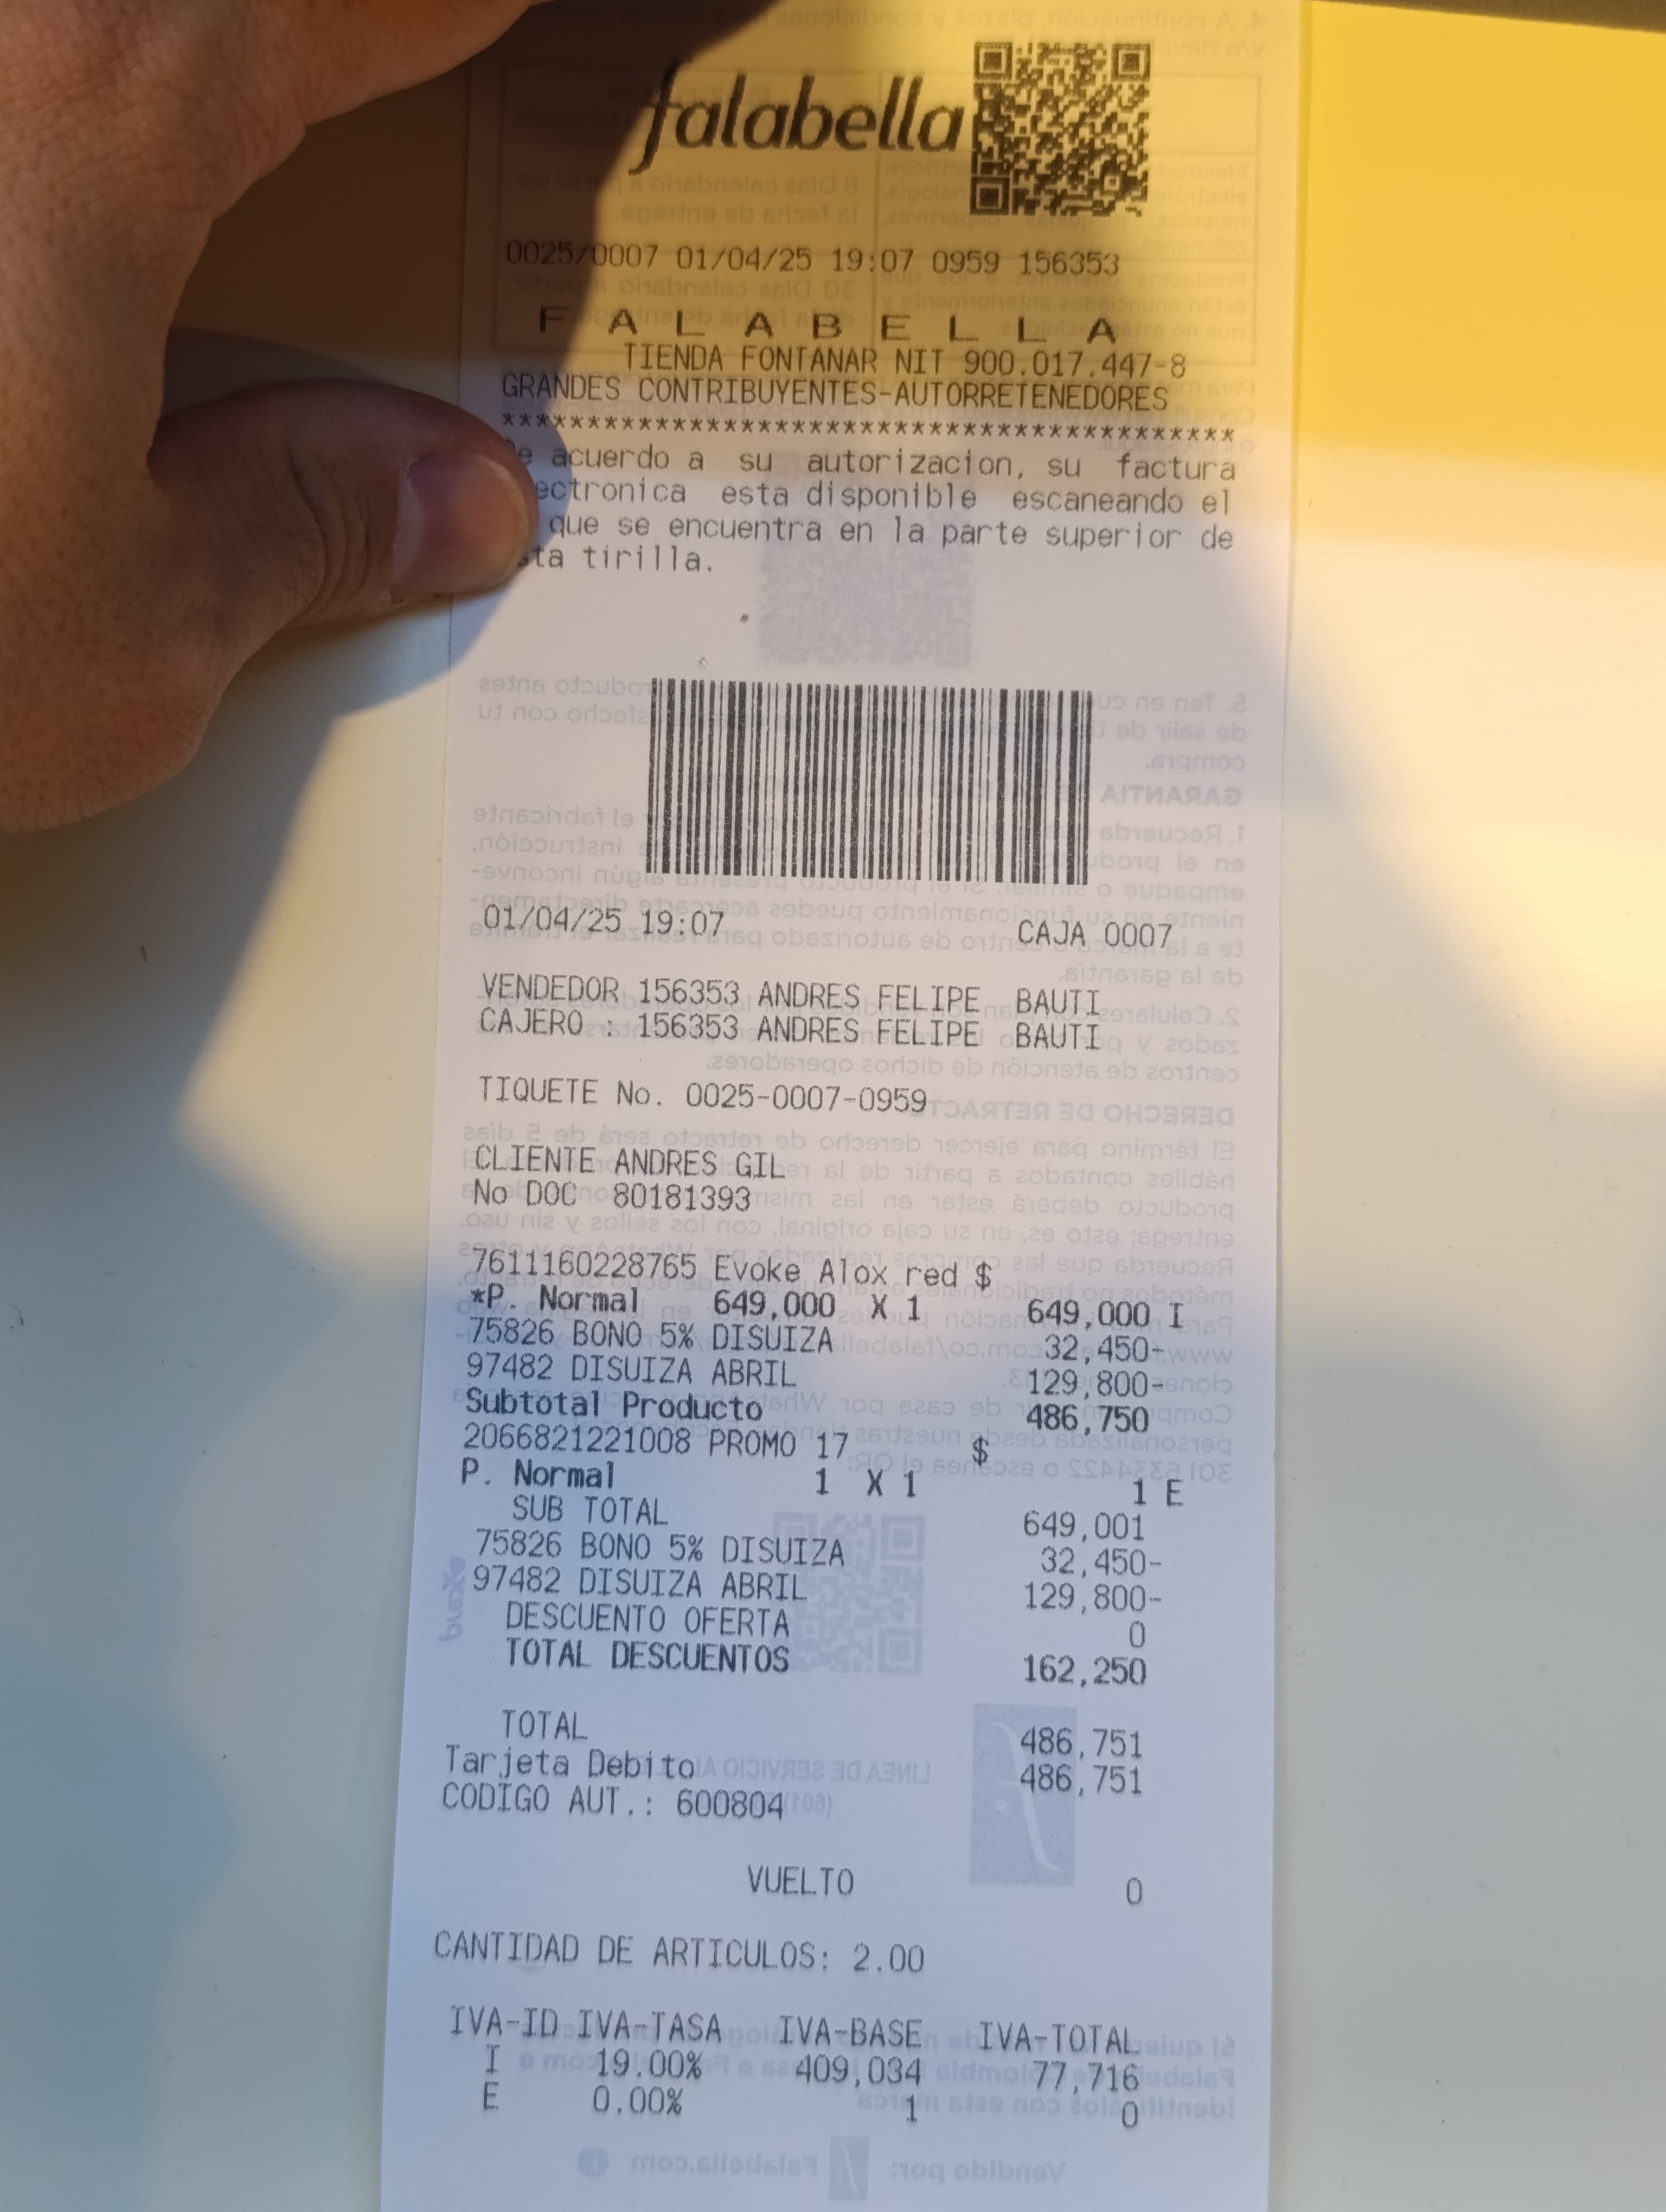 falabella
0025/0007 01/04/25 19:07 0959 156353
F A L A B E L L A
TIENDA FONTANAR NIT 900.017.447-8
GRANDES CONTRIBUYENTES-AUTORRETENEDORES
*******************************************
acuerdo a su autorizacion, su factura
ectronica esta disponible escaneando el
que se encuentra en la parte superior de
sta tirilla.
01/04/25 19:07 CAJA 0007
VENDEDOR 156353 ANDRES FELIPE BAUTI
CAJERO : 156353 ANDRES FELIPE BAUTI
TIQUETE No. 0025-0007-0959
CLIENTE ANDRES GIL
No DOC 80181393
7611160228765 Evoke Alox red $
*P. Normal 649,000 X 1 649,000 I
75826 BONO 5% DISUIZA 32,450-
97482 DISUIZA ABRIL 129,800-
Subtotal Producto 486,750
2066821221008 PROMO 17 $
P. Normal 1 X 1 1 E
SUB TOTAL 649,001
75826 BONO 5% DISUIZA 32,450-
97482 DISUIZA ABRIL 129,800-
DESCUENTO OFERTA 0
TOTAL DESCUENTOS 162,250
TOTAL 486,751
Tarjeta Debito 486,751
CODIGO AUT.: 600804
VUELTO 0
CANTIDAD DE ARTICULOS: 2.00
IVA-ID IVA-TASA IVA-BASE IVA-TOTAL
I 19.00% 409,034 77,716
E 0.00% 1 0